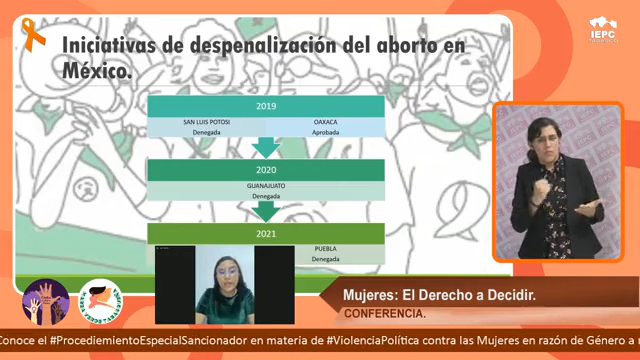 Iniciativas de despenalización del aborto en
México.
IEPC
2019
SAN LUIS POTOSI
Denegada
OAXACA
Aprobada
2020
GUANAJUATO
Denegada
2021
PUEBLA
Denegada
Mujeres: El Derecho a Decidir.
CONFERENCIA.
Conoce el #ProcedimientoEspecialSancionador en materia de #ViolenciaPolítica contra las Mujeres en razón de Género a